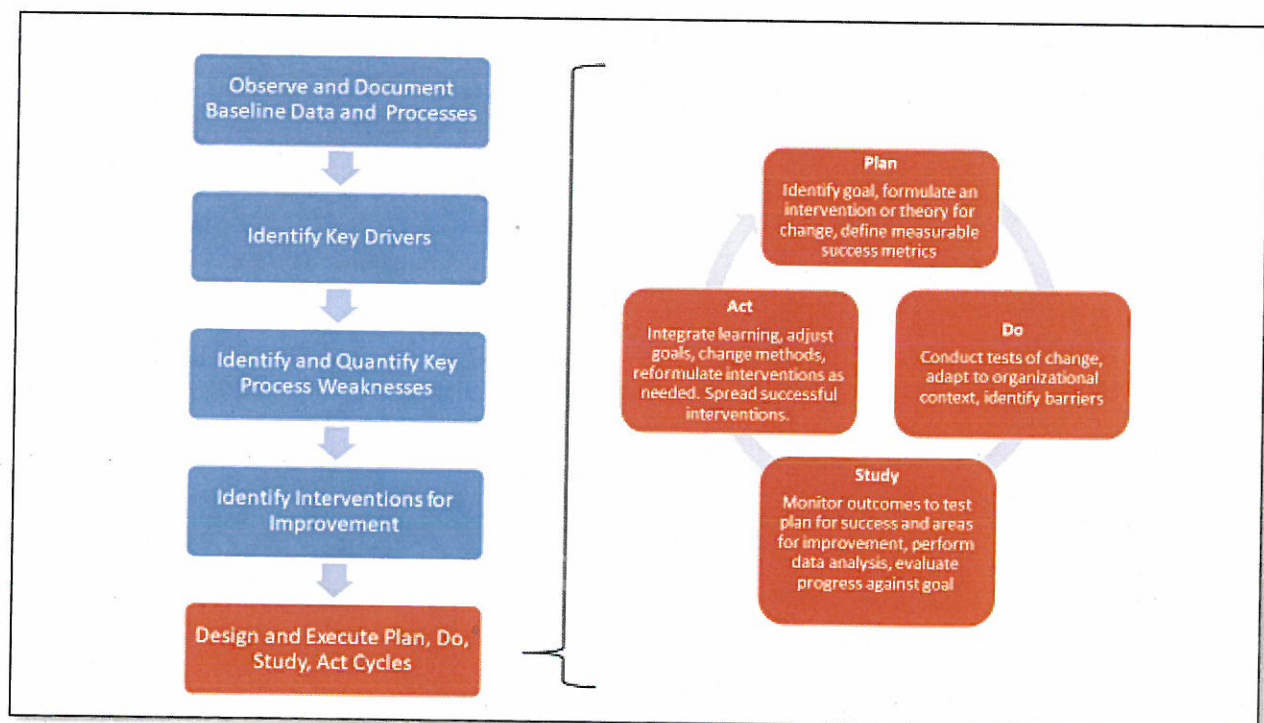 Observe and Document
Baseline Data and Processes
Identify Key Drivers
Identify and Quantify Key
Process Weaknesses
Identify Interventions for
Improvement
Design and Execute Plan, Do,
Study, Act Cycles
Plan
Identify goal, formulate an
intervention or theory for
change, define measurable
success metrics
Do
Conduct tests of change,
adapt to organizational
context, identify barriers
Study
Monitor outcomes to test
plan for success and areas
for improvement, perform
data analysis, evaluate
progress against goal
Act
Integrate learning, adjust
goals, change methods,
reformulate interventions as
needed. Spread successful
interventions.